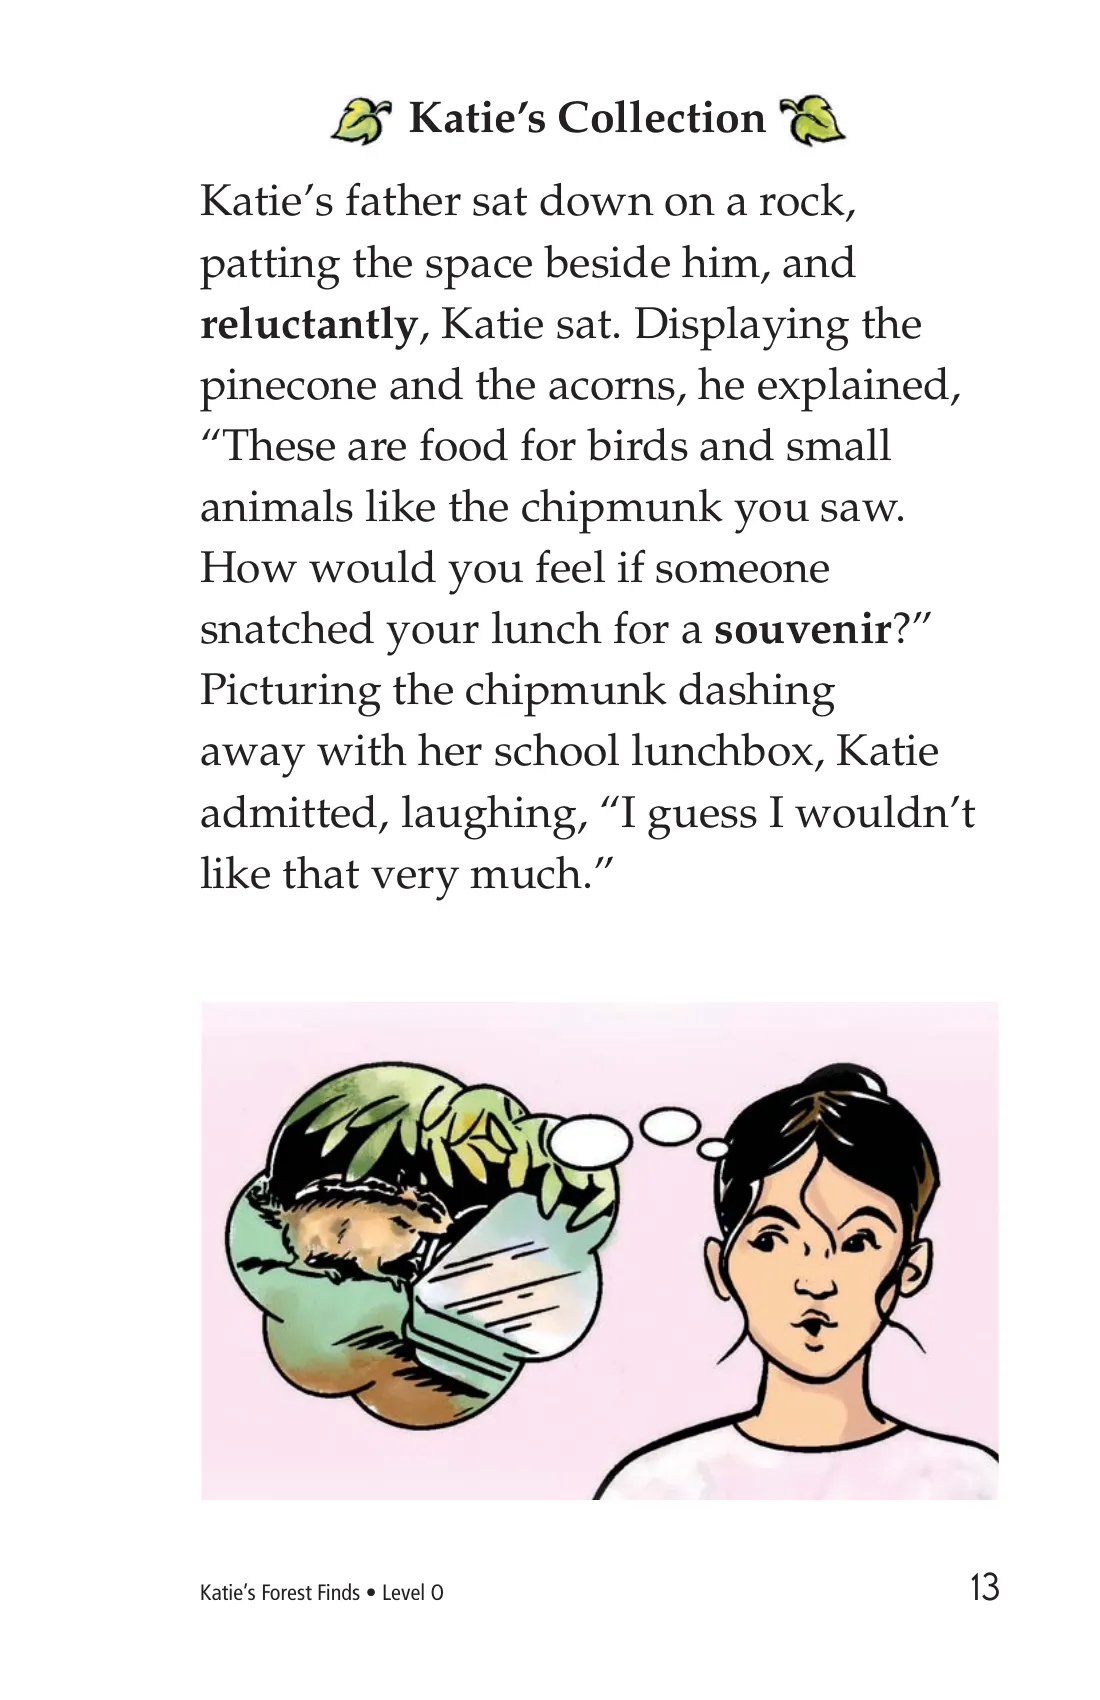 Katie’s Collection
Katie’s father sat down on a rock,
patting the space beside him, and
reluctantly, Katie sat. Displaying the
pinecone and the acorns, he explained,
“These are food for birds and small
animals like the chipmunk you saw.
How would you feel if someone
snatched your lunch for a souvenir?”
Picturing the chipmunk dashing
away with her school lunchbox, Katie
admitted, laughing, “I guess I wouldn’t
like that very much.”
Katie’s Forest Finds • Level O
13